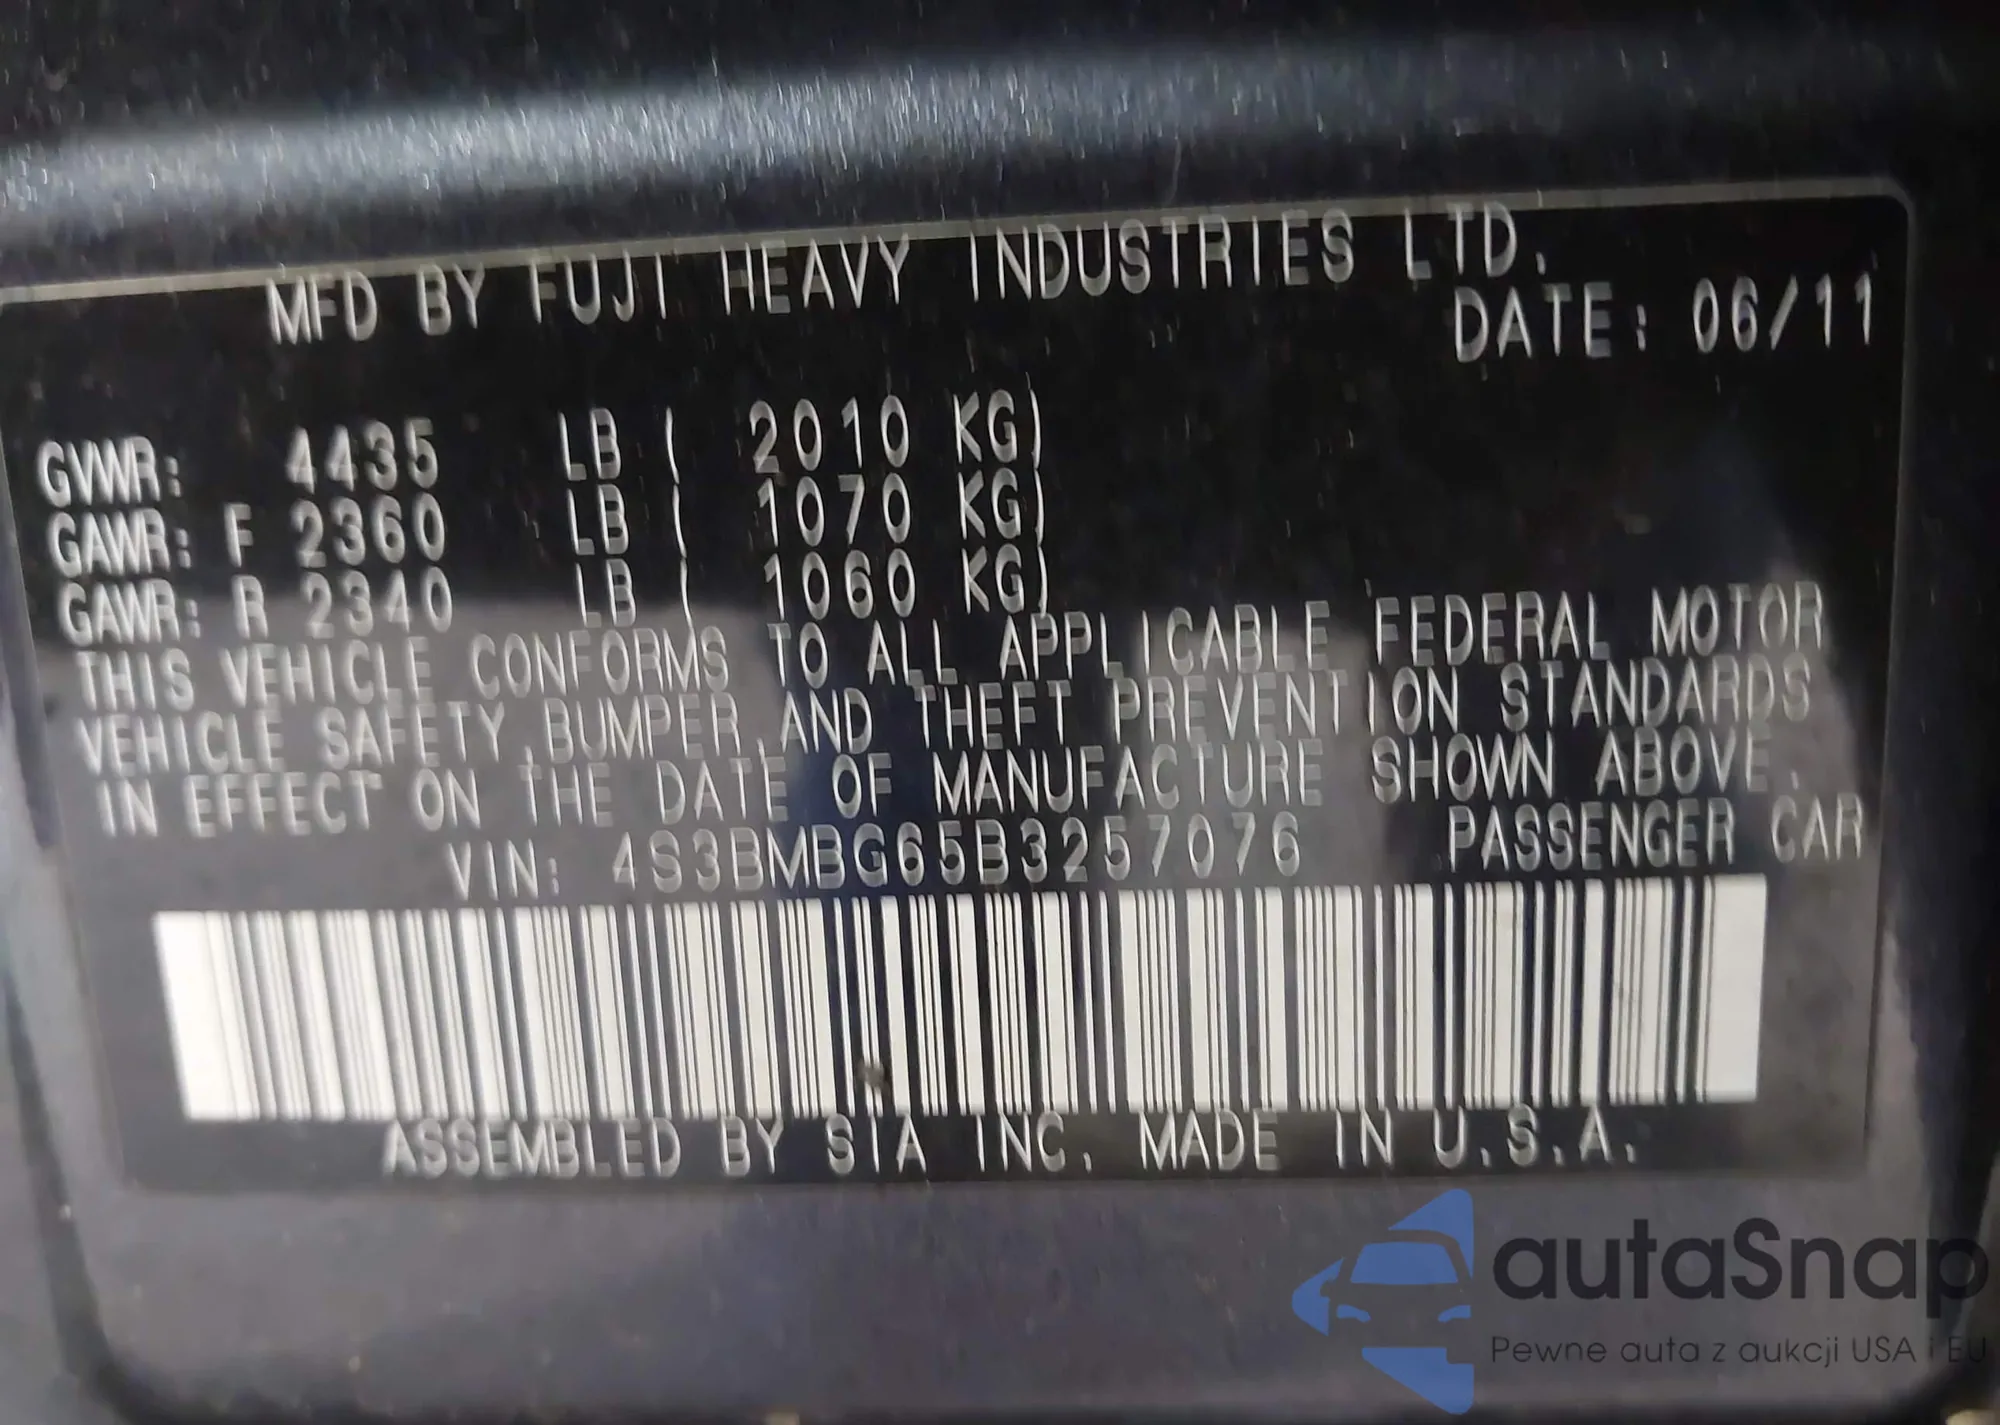 MFD BY FUJI HEAVY INDUSTRIES LTD.
DATE: 06/11
GVWR: 4435 LB ( 2010 KG)
GAWR: F 2360 LB ( 1070 KG)
GAWR: R 2340 LB ( 1060 KG)
THIS VEHICLE CONFORMS TO ALL APPLICABLE FEDERAL MOTOR
VEHICLE SAFETY,BUMPER,AND THEFT PREVENTION STANDARDS
IN EFFECT ON THE DATE OF MANUFACTURE SHOWN ABOVE.
VIN: 4S3BMBG65B3257076 PASSENGER CAR
ASSEMBLED BY SIA INC. MADE IN U.S.A.
autaSnap
Pewne auta z aukcji USA i EU